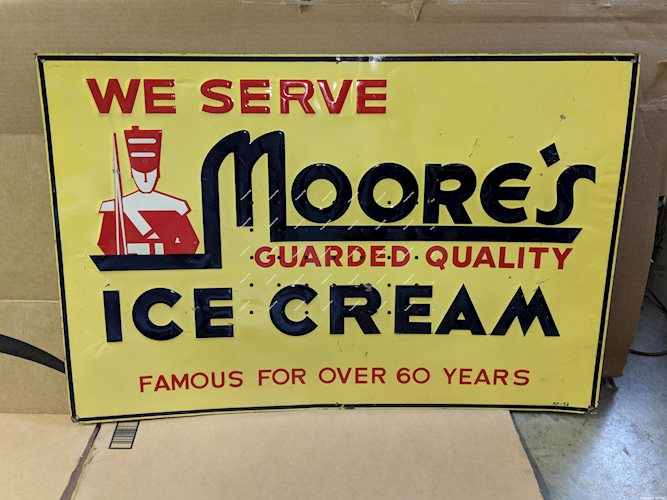 WE SERVE
MOORE'S
GUARDED QUALITY
ICE CREAM
FAMOUS FOR OVER 60 YEARS